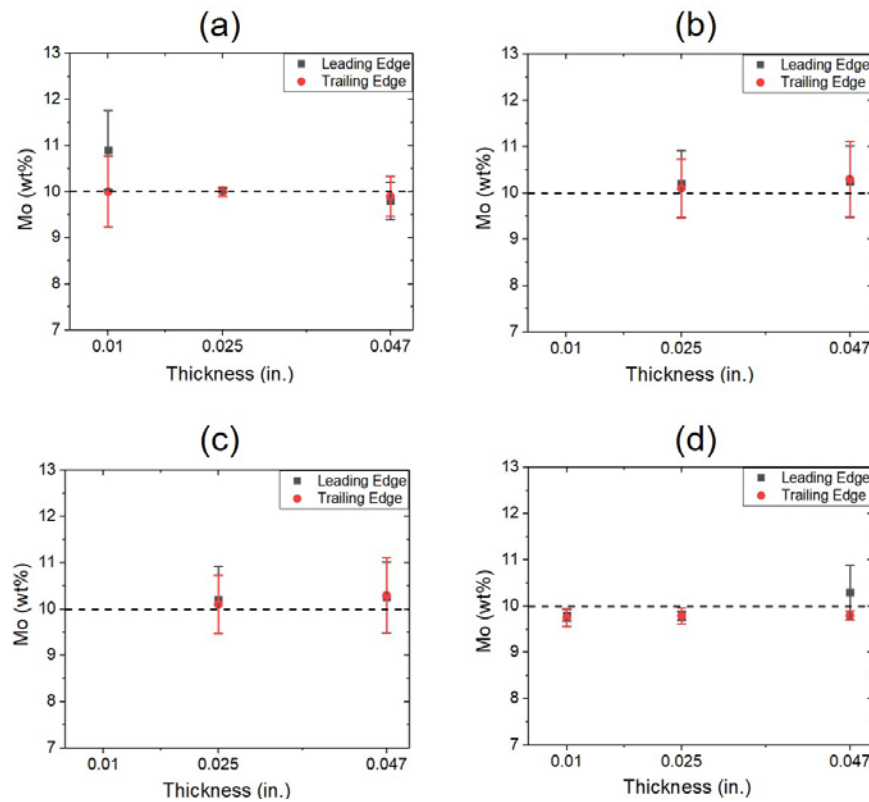 (a)
Leading Edge
Trailing Edge
13
12
11
10
9
8
7
Mo (wt%)
0.01 0.025 0.047
Thickness (in.)
(b)
Leading Edge
Trailing Edge
13
12
11
10
9
8
7
Mo (wt%)
0.01 0.025 0.047
Thickness (in.)
(c)
Leading Edge
Trailing Edge
13
12
11
10
9
8
7
Mo (wt%)
0.01 0.025 0.047
Thickness (in.)
(d)
Leading Edge
Trailing Edge
13
12
11
10
9
8
7
Mo (wt%)
0.01 0.025 0.047
Thickness (in.)